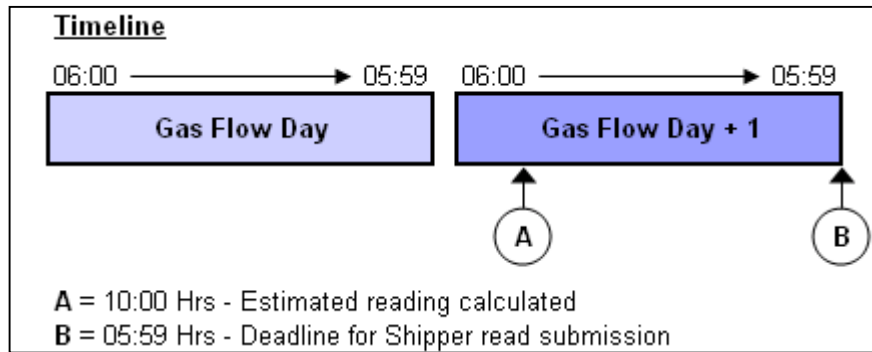 Timeline
06:00 05:59 06:00 05:59
Gas Flow Day Gas Flow Day + 1
A B
A = 10:00 Hrs - Estimated reading calculated
B = 05:59 Hrs - Deadline for Shipper read submission